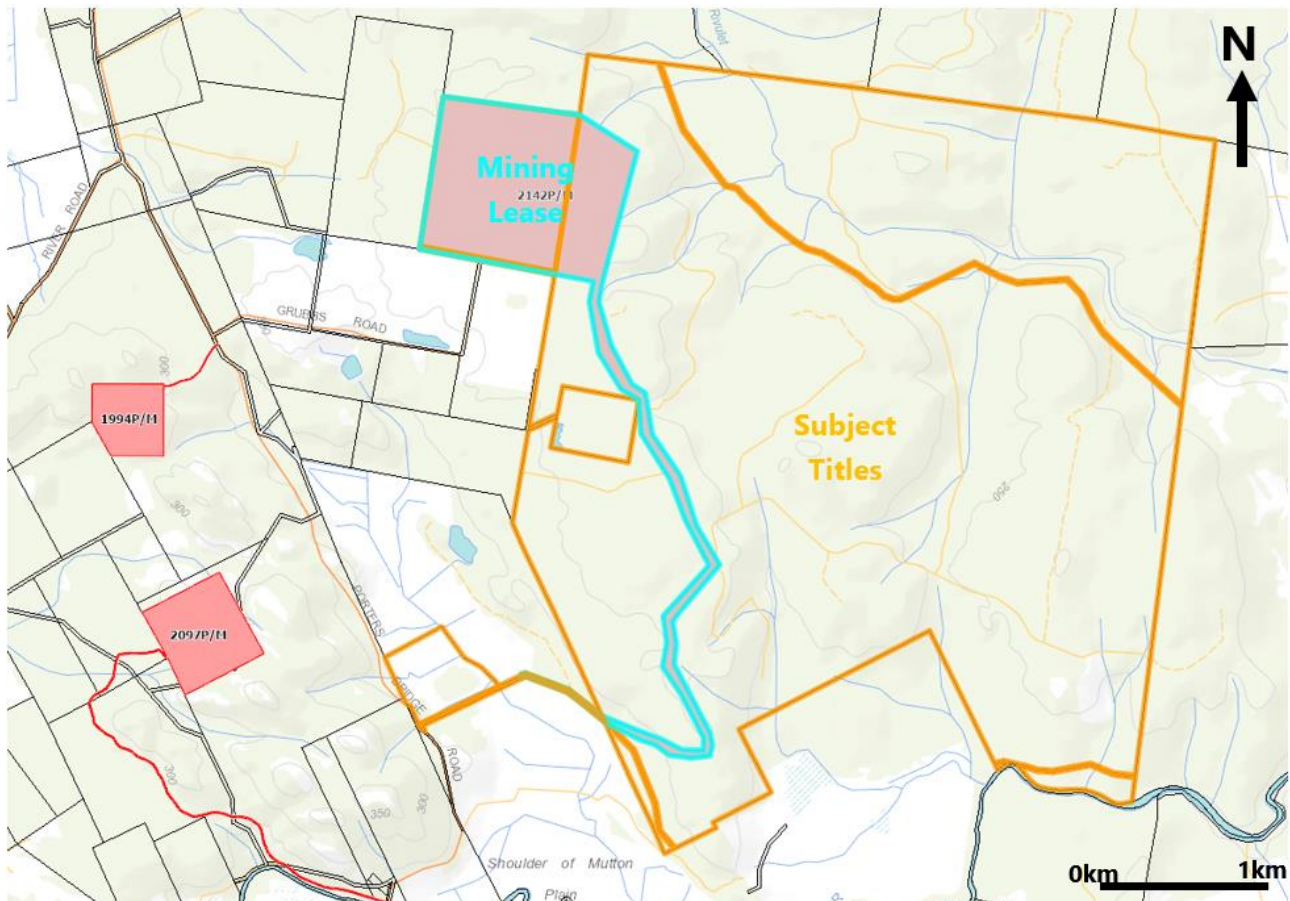 Rivulet
N
Mining
2142P/M
Lease
RIVER ROAD
GRUBBS ROAD
300
1994P/M
Subject
Titles
250
300
2097P/M
PORTERS
BRIDGE
ROAD
300
350
300
Shoulder of Mutton
Plain
0km
1km